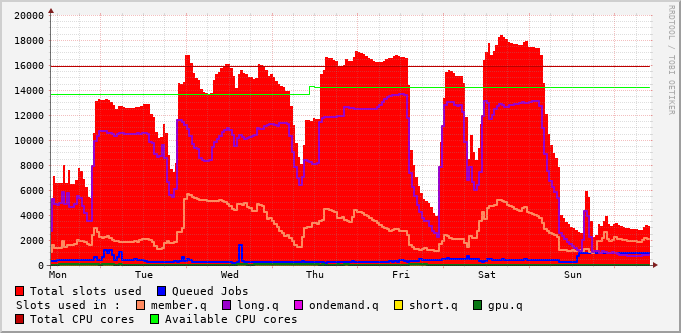 RRDTOOL / TOBI OETIKER
20000
18000
16000
14000
12000
10000
8000
6000
4000
2000
0
Mon Tue Wed Thu Fri Sat Sun
Total slots used Queued Jobs
Slots used in : member.q long.q ondemand.q short.q gpu.q
Total CPU cores Available CPU cores